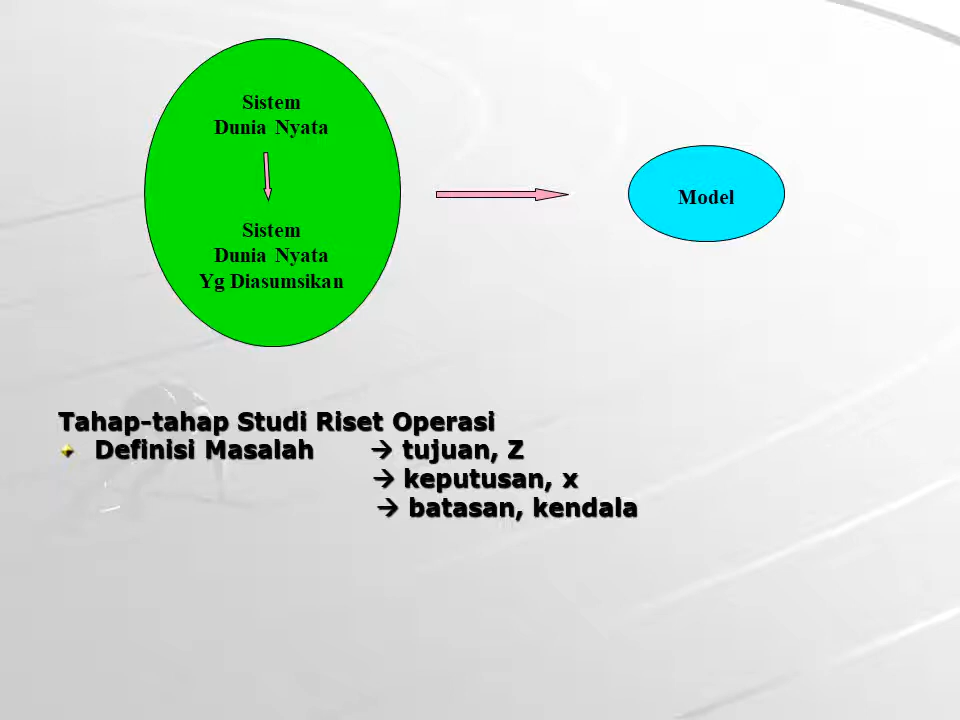 Sistem
Dunia Nyata
Sistem
Dunia Nyata
Yg Diasumsikan
Model
Tahap-tahap Studi Riset Operasi
Definisi Masalah → tujuan, Z
→ keputusan, x
→ batasan, kendala